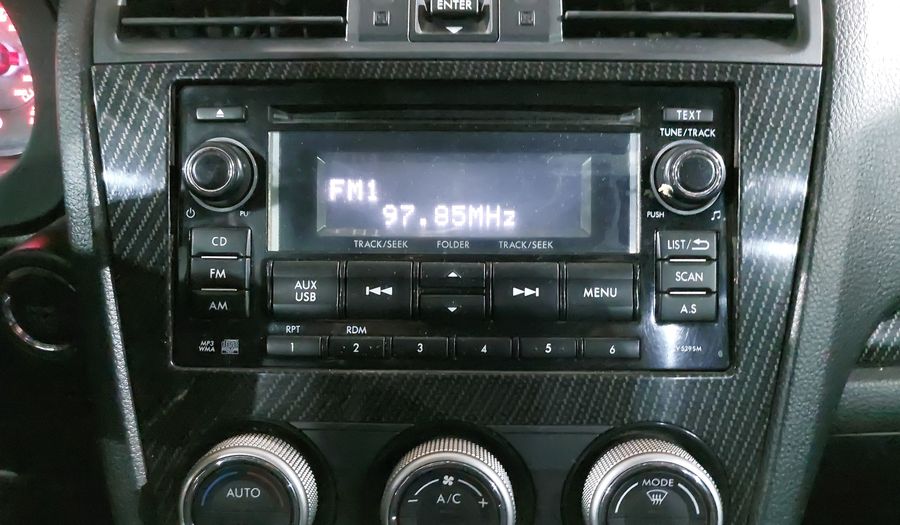 ENTER
TEXT
TUNE/TRACK
FM1
97.85MHz
PUSH
TRACK/SEEK FOLDER TRACK/SEEK
CD
FM
AM
AUX
USB
MENU
LIST/
SCAN
A.S
RPT RDM
1 2 3 4 5 6
MP3
WMA
AUTO
- A/C +
MODE